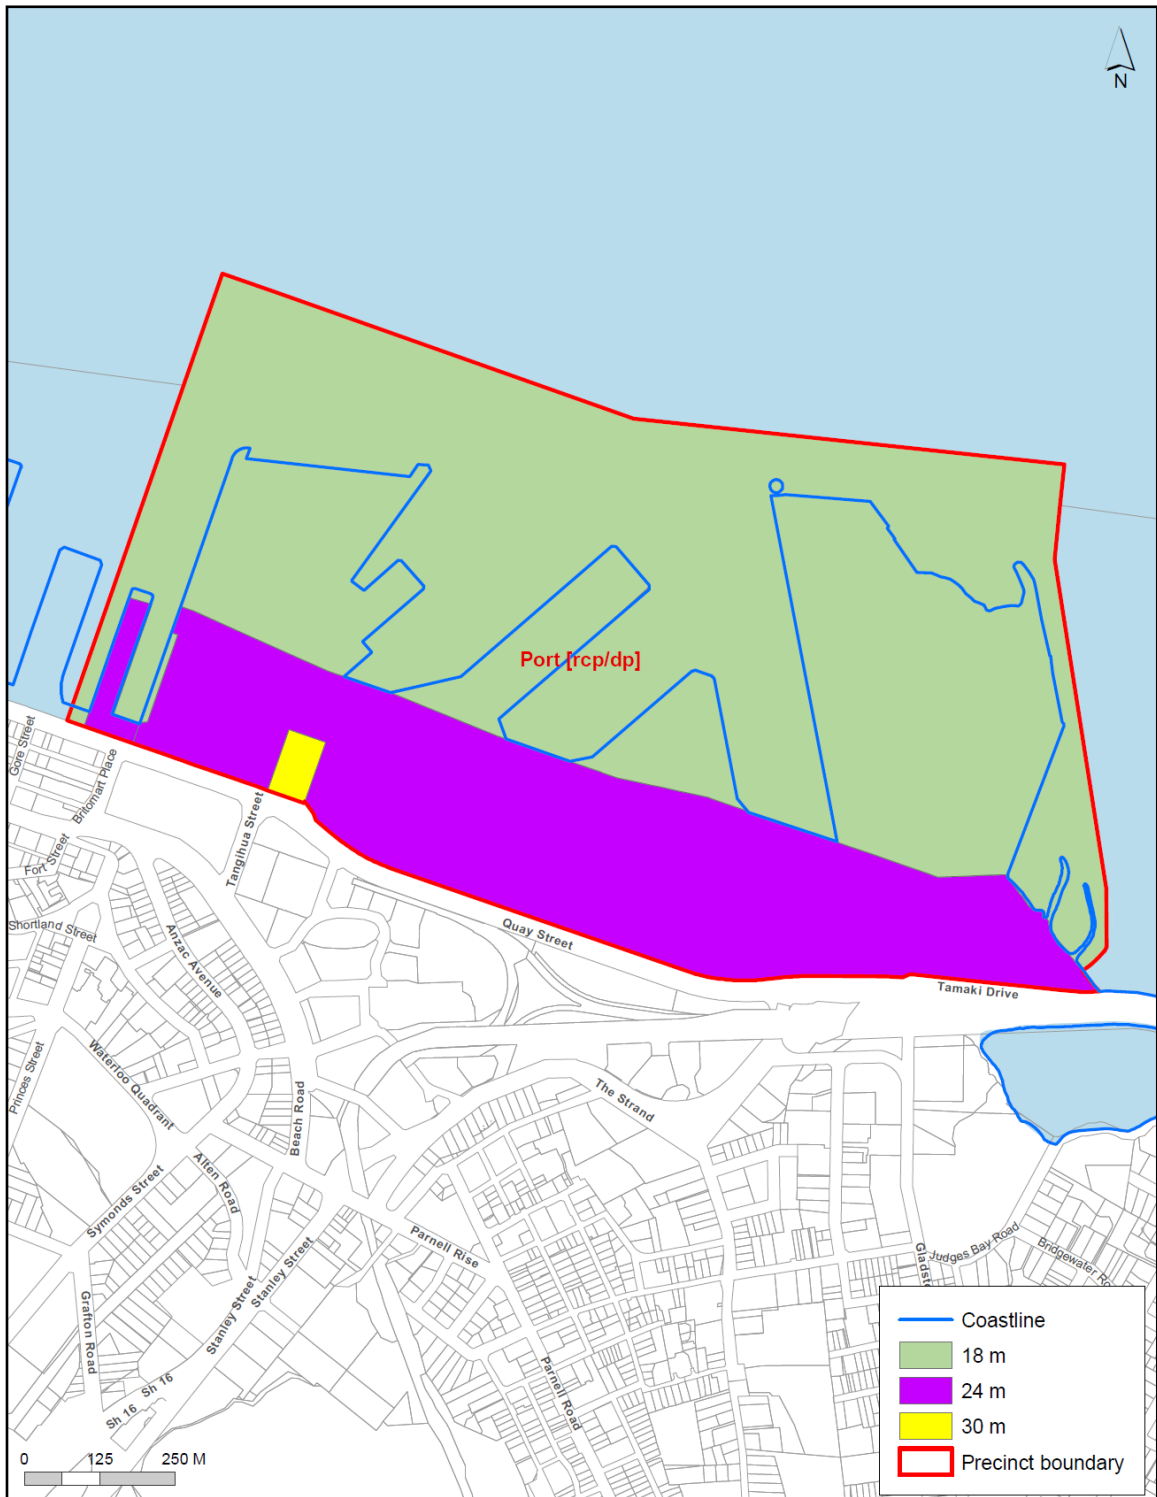 N
Port [rcp/dp]
Gore Street
Britomart Place
Tangihua Street
Fort Street
Shortland Street
Anzac Avenue
Quay Street
Tamaki Drive
Princes Street
Waterloo Quadrant
Beach Road
The Strand
Alten Road
Symonds Street
Parnell Rise
Stanley Street
Stanley Street
Judges Bay Road
Grafton Road
Parnell Road
Sh 16
Sh 16
Coastline
18 m
24 m
30 m
Precinct boundary
0 125 250 M